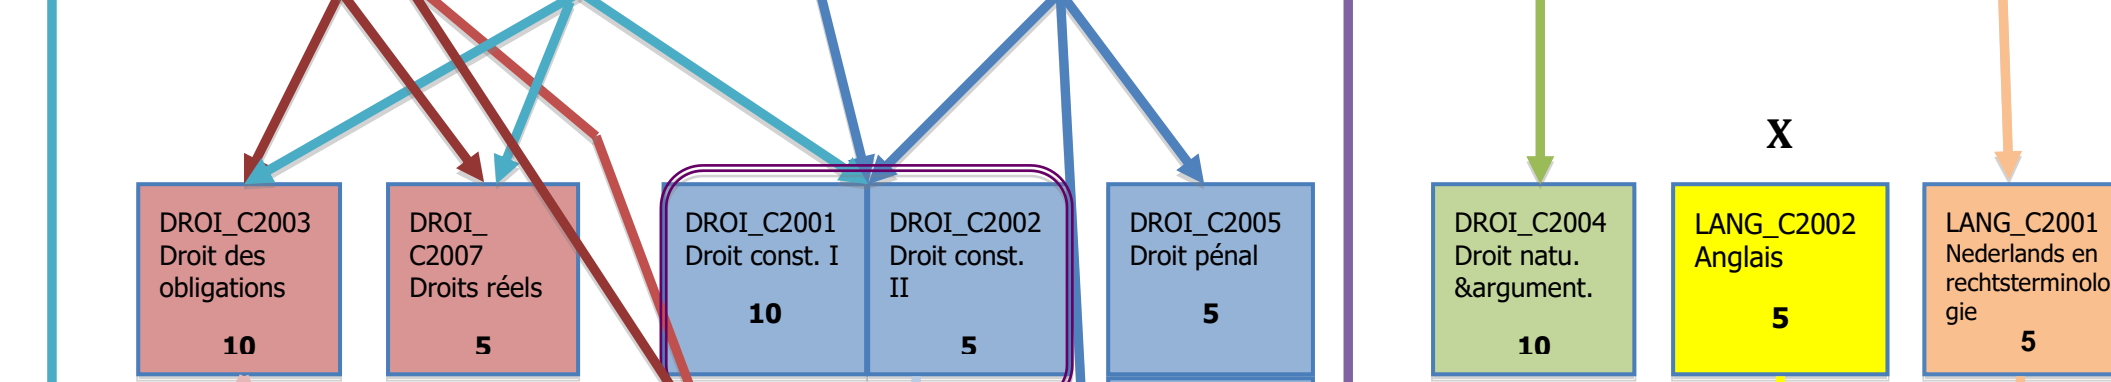 X
DROI_C2003
Droit des
obligations
10
DROI_
C2007
Droits réels
5
DROI_C2001
Droit const. I
10
DROI_C2002
Droit const.
II
5
DROI_C2005
Droit pénal
5
DROI_C2004
Droit natu.
&argument.
10
LANG_C2002
Anglais
5
LANG_C2001
Nederlands en
rechtsterminolo
gie
5